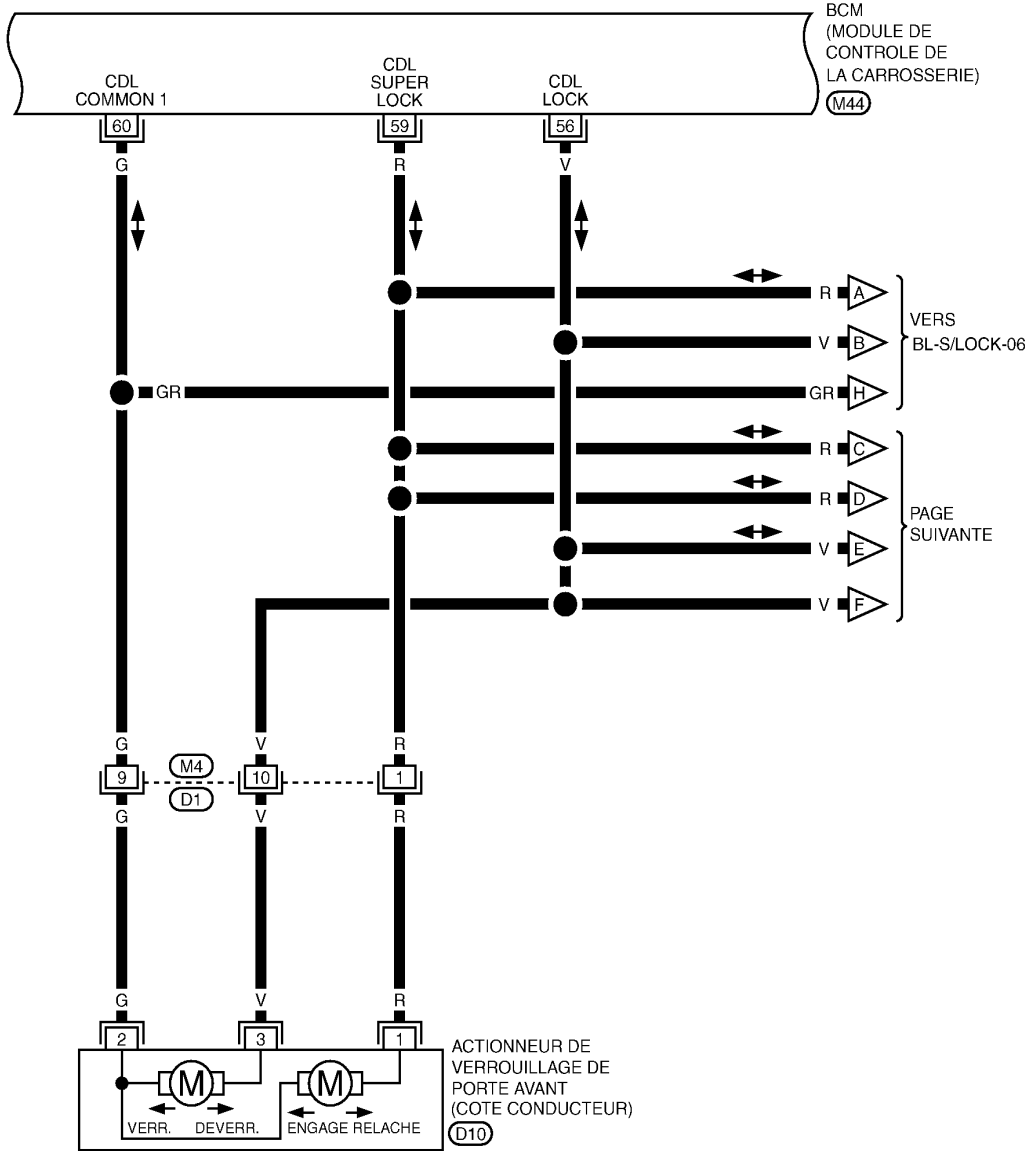 BCM
(MODULE DE
CONTROLE DE
LA CARROSSERIE)
M44
CDL
COMMON 1
CDL
SUPER
LOCK
CDL
LOCK
60
59
56
G
R
V
R
A
V
B
GR
GR
H
VERS
BL-S/LOCK-06
R
C
R
D
V
E
V
F
PAGE
SUIVANTE
G
V
R
9
M4
10
1
D1
G
V
R
G
V
R
2
3
1
M
M
VERR.
DEVERR.
ENGAGE
RELACHE
ACTIONNEUR DE
VERROUILLAGE DE
PORTE AVANT
(COTE CONDUCTEUR)
D10